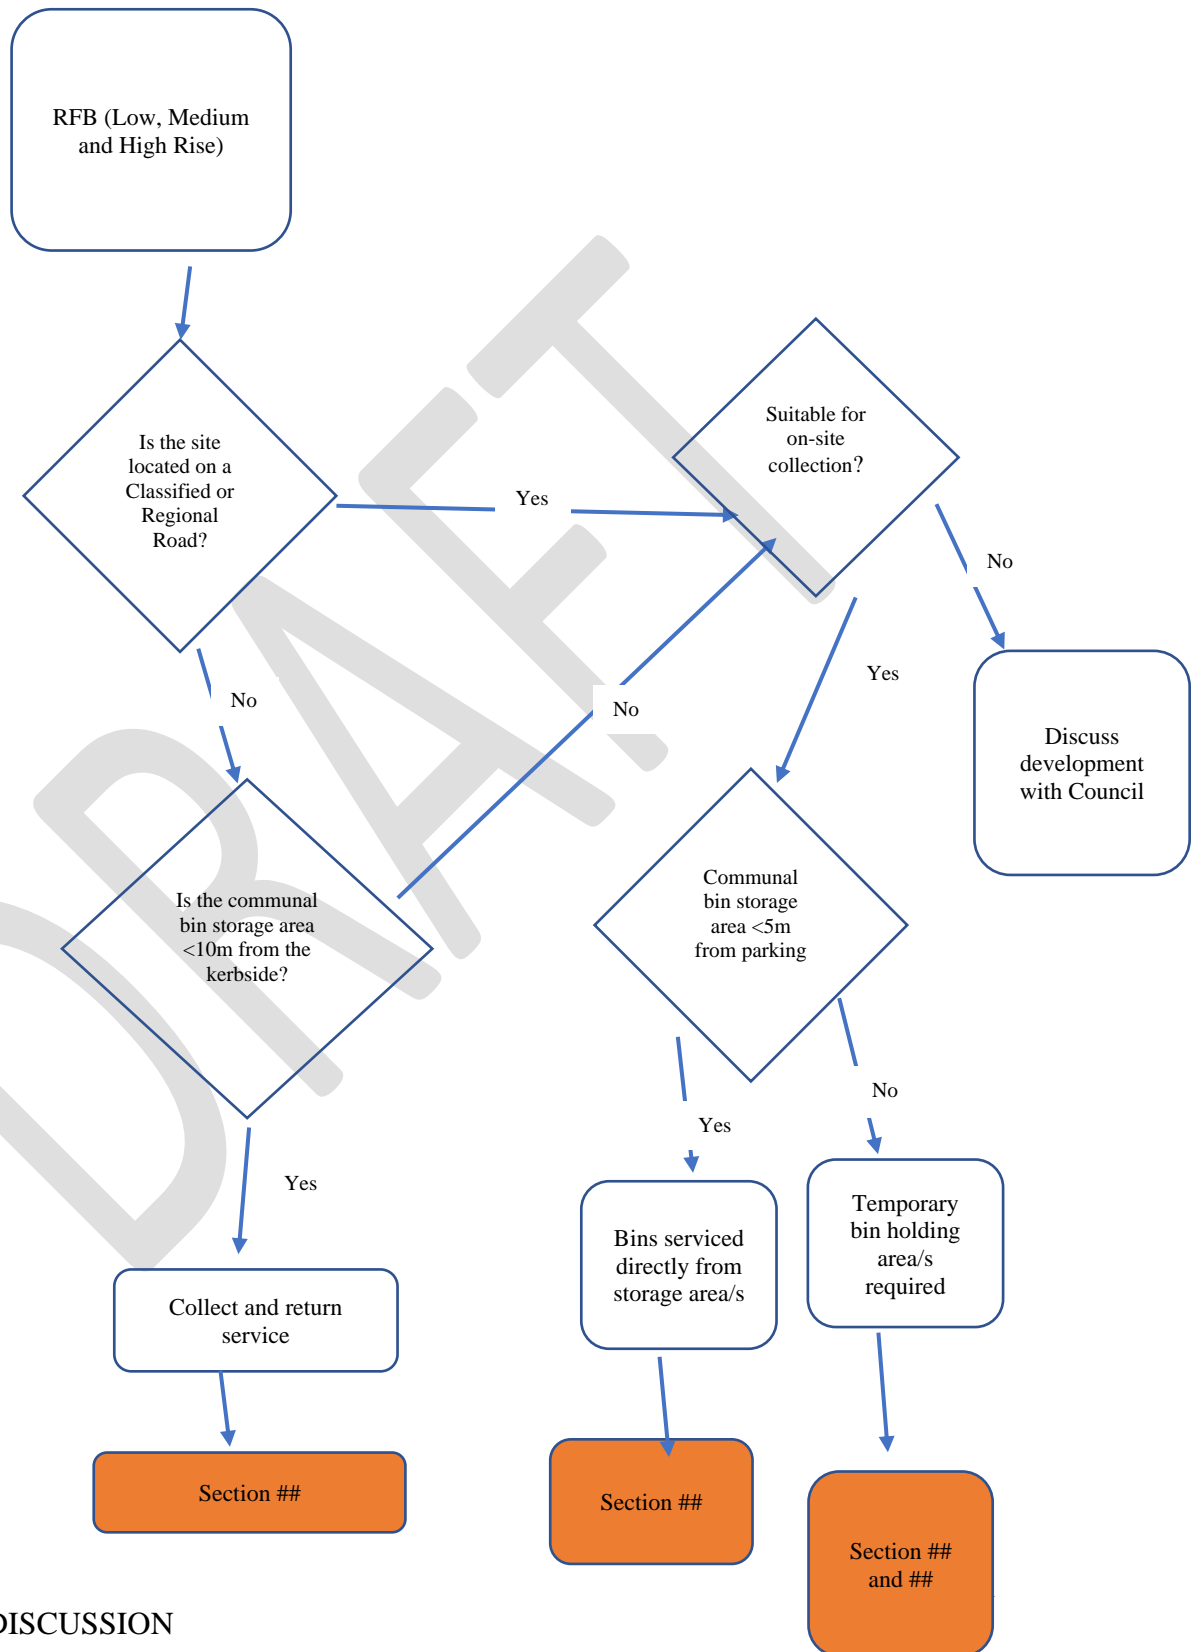 RFB (Low, Medium
and High Rise)
Is the site
located on a
Classified or
Regional
Road?
Yes
Suitable for
on-site
collection?
No
No
Yes
No
Discuss
development
with Council
Is the communal
bin storage area
<10m from the
kerbside?
Communal
bin storage
area <5m
from parking
Yes
Yes
No
Collect and return
service
Bins serviced
directly from
storage area/s
Temporary
bin holding
area/s
required
Section ##
Section ##
Section ##
and ##
DISCUSSION
DRAFT